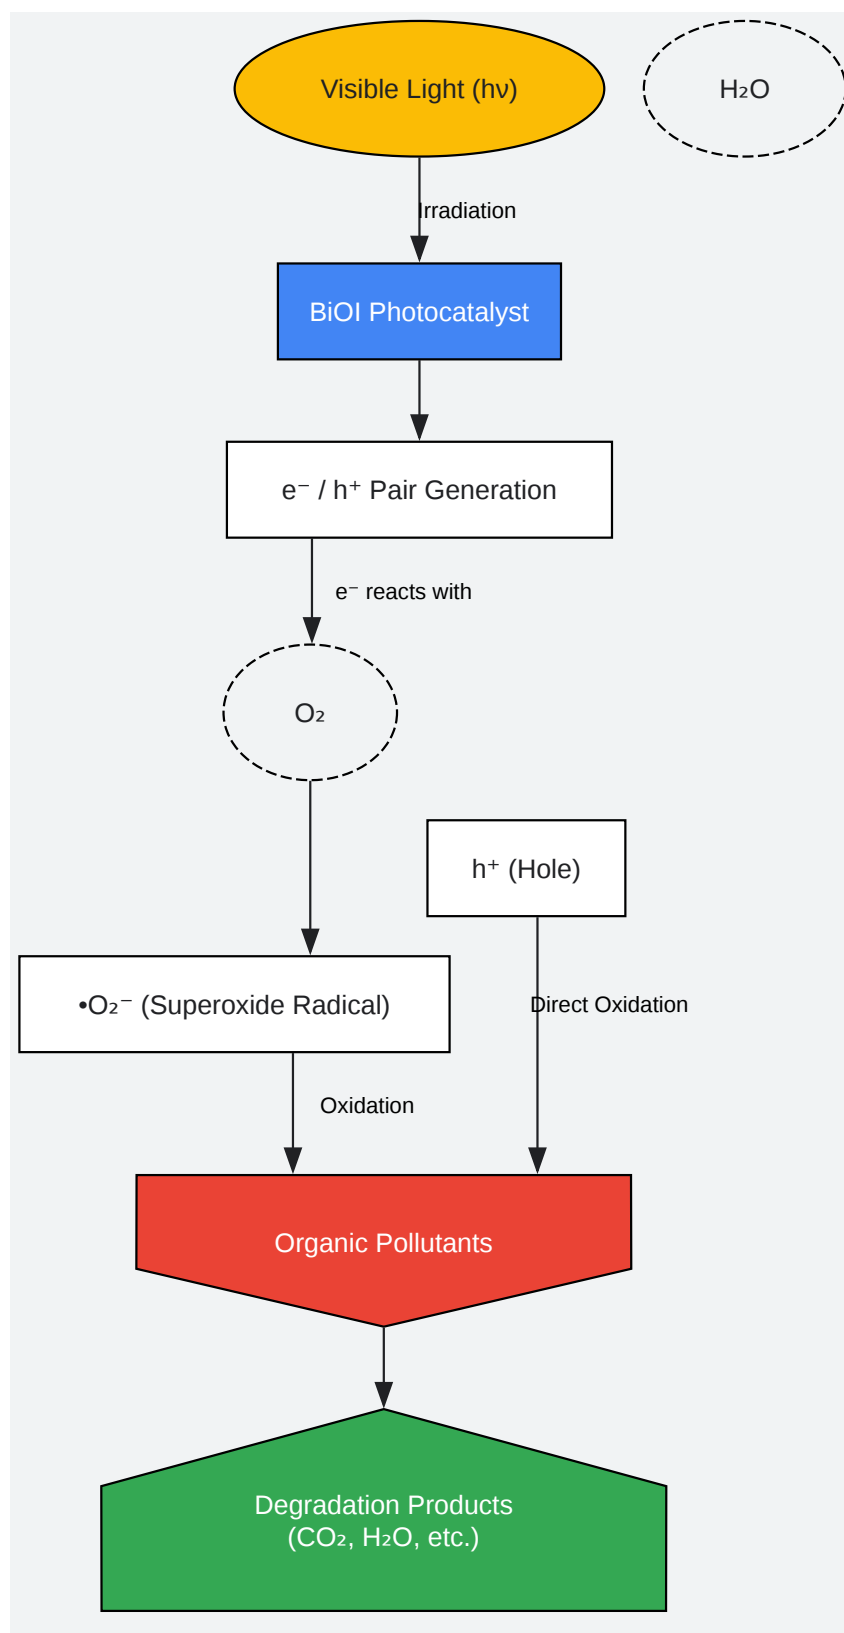 Visible Light (hν)
H₂O
Irradiation
BiOI Photocatalyst
e⁻ / h⁺ Pair Generation
e⁻ reacts with
O₂
h⁺ (Hole)
•O₂⁻ (Superoxide Radical)
Direct Oxidation
Oxidation
Organic Pollutants
Degradation Products
(CO₂, H₂O, etc.)